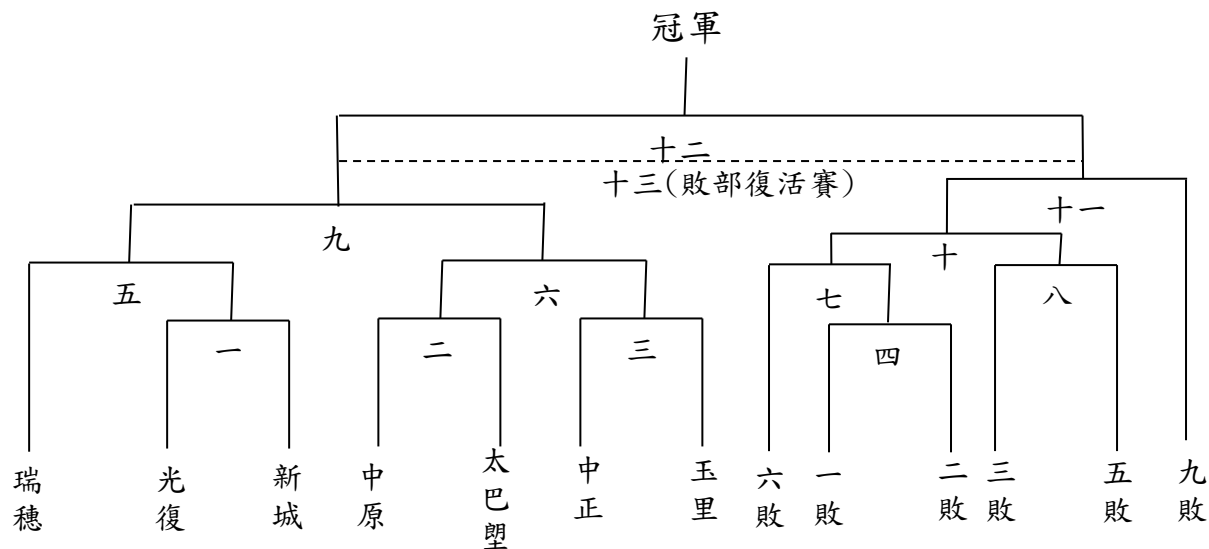 冠軍
十二
十三(敗部復活賽)
十一
九
十
五
六
七
八
一
二
三
四
瑞穗
光復
新城
中原
太巴塱
中正
玉里
六敗
一敗
二敗
三敗
五敗
九敗